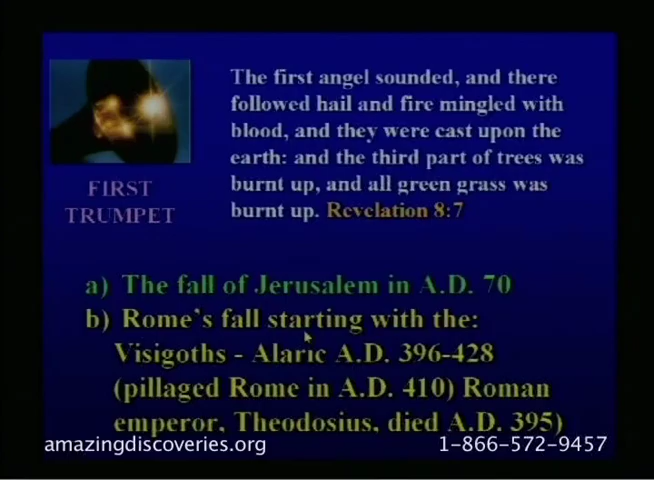 The first angel sounded, and there
followed hail and fire mingled with
blood, and they were cast upon the
earth: and the third part of trees was
burnt up, and all green grass was
burnt up. Revelation 8:7
FIRST
TRUMPET
a) The fall of Jerusalem in A.D. 70
b) Rome's fall starting with the:
Visigoths - Alaric A.D. 396-428
(pillaged Rome in A.D. 410) Roman
emperor, Theodosius, died A.D. 395)
amazingdiscoveries.org
1-866-572-9457